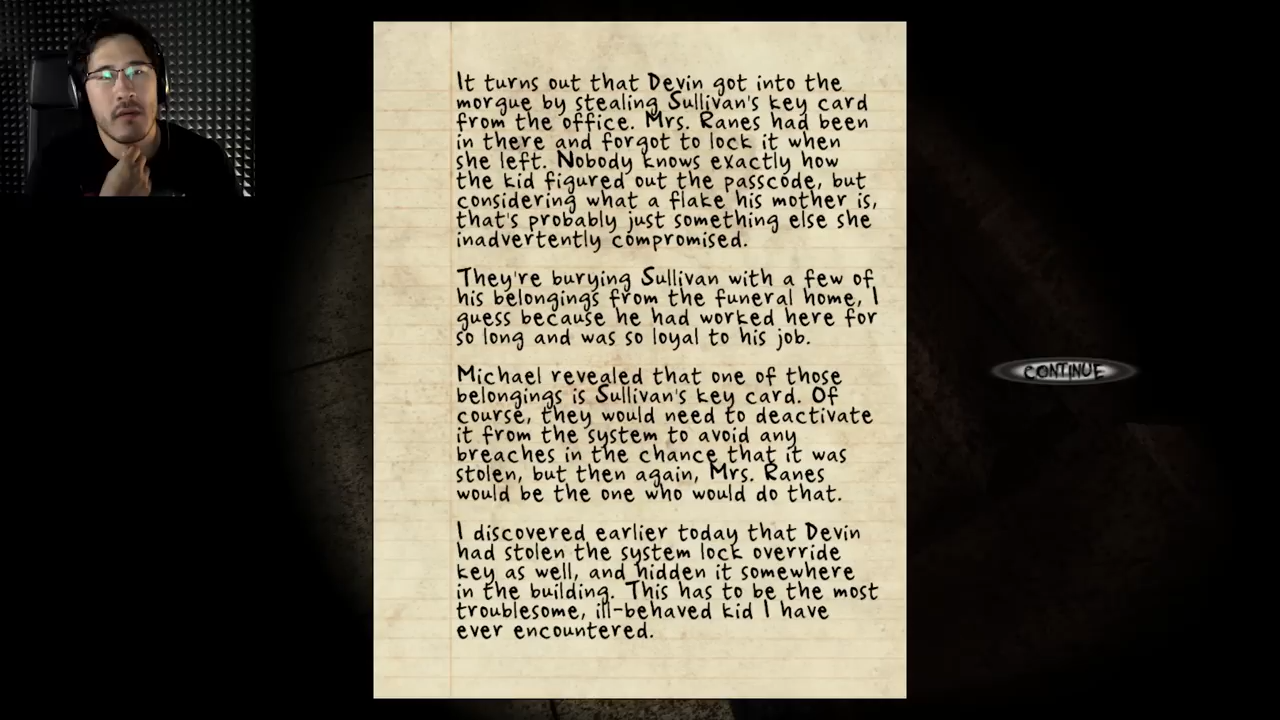 It turns out that Devin got into the
morgue by stealing Sullivan's key card
from the office. Mrs. Ranes had been
in there and forgot to lock it when
she left. Nobody knows exactly how
the kid figured out the passcode, but
considering what a flake his mother is,
that's probably just something else she
inadvertently compromised.
They're burying Sullivan with a few of
his belongings from the funeral home, I
guess because he had worked here for
so long and was so loyal to his job.
Michael revealed that one of those
belongings is Sullivan's key card. Of
course, they would need to deactivate
it from the system to avoid any
breaches in the chance that it was
stolen, but then again, Mrs. Ranes
would be the one who would do that.
I discovered earlier today that Devin
had stolen the system lock override
key as well, and hidden it somewhere
in the building. This has to be the most
troublesome, ill-behaved kid I have
ever encountered.
CONTINUE